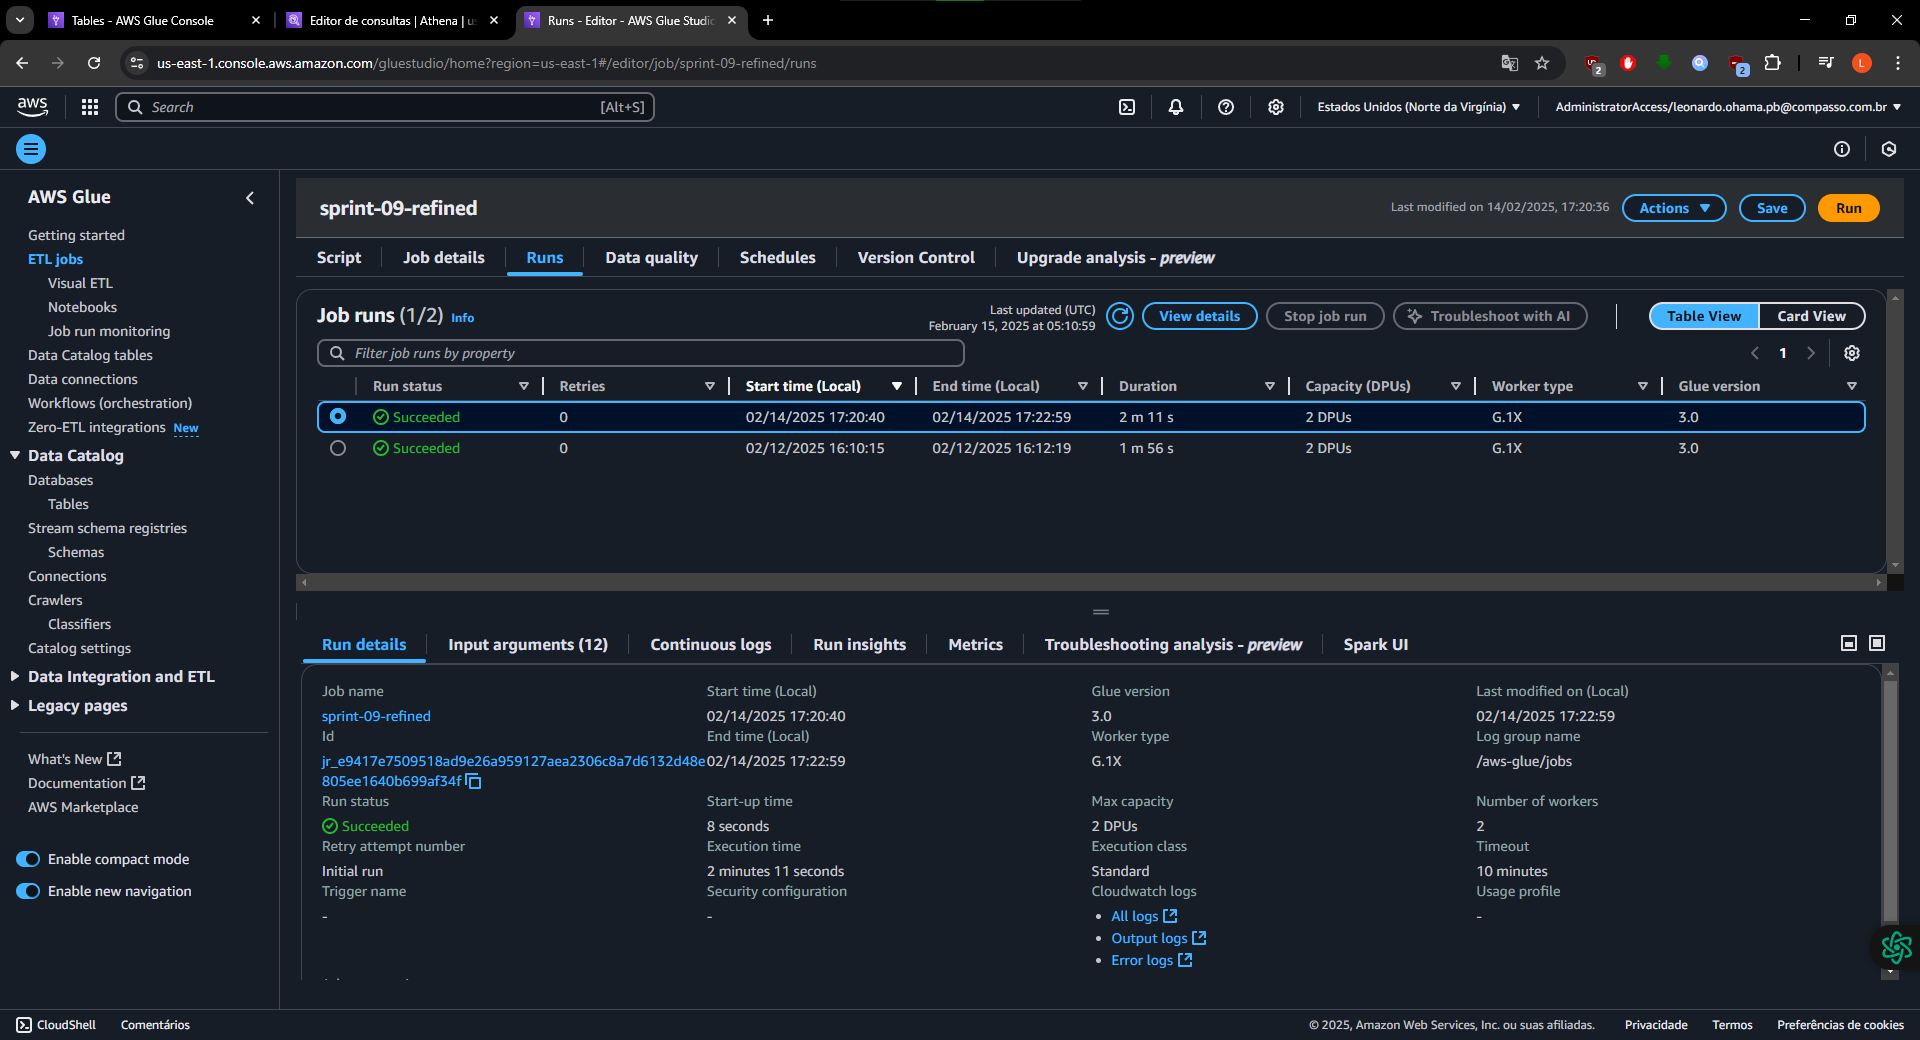 Tables - AWS Glue Console
Editor de consultas | Athena | us
Runs - Editor - AWS Glue Studio
us-east-1.console.aws.amazon.com/gluestudio/home?region=us-east-1#/editor/job/sprint-09-refined/runs
2
2
L
aws
Search
[Alt+S]
Estados Unidos (Norte da Virgínia)
AdministratorAccess/leonardo.ohama.pb@compasso.com.br
AWS Glue
Getting started
ETL jobs
Visual ETL
Notebooks
Job run monitoring
Data Catalog tables
Data connections
Workflows (orchestration)
Zero-ETL integrations New
Data Catalog
Databases
Tables
Stream schema registries
Schemas
Connections
Crawlers
Classifiers
Catalog settings
Data Integration and ETL
Legacy pages
What's New
Documentation
AWS Marketplace
Enable compact mode
Enable new navigation
sprint-09-refined
Last modified on 14/02/2025, 17:20:36
Actions
Save
Run
Script
Job details
Runs
Data quality
Schedules
Version Control
Upgrade analysis - preview
Job runs (1/2) Info
Last updated (UTC)
February 15, 2025 at 05:10:59
View details
Stop job run
Troubleshoot with AI
Table View
Card View
Filter job runs by property
1
Run status Retries Start time (Local) End time (Local) Duration Capacity (DPUs) Worker type Glue version
Succeeded 0 02/14/2025 17:20:40 02/14/2025 17:22:59 2 m 11 s 2 DPUs G.1X 3.0
Succeeded 0 02/12/2025 16:10:15 02/12/2025 16:12:19 1 m 56 s 2 DPUs G.1X 3.0
Run details
Input arguments (12)
Continuous logs
Run insights
Metrics
Troubleshooting analysis - preview
Spark UI
Job name
sprint-09-refined
Id
jr_e9417e7509518ad9e26a959127aea2306c8a7d6132d48e
805ee1640b699af34f
Run status
Succeeded
Retry attempt number
Initial run
Trigger name
-
Start time (Local)
02/14/2025 17:20:40
End time (Local)
02/14/2025 17:22:59
Start-up time
8 seconds
Execution time
2 minutes 11 seconds
Security configuration
-
Glue version
3.0
Worker type
G.1X
Max capacity
2 DPUs
Execution class
Standard
Cloudwatch logs
All logs
Output logs
Error logs
Last modified on (Local)
02/14/2025 17:22:59
Log group name
/aws-glue/jobs
Number of workers
2
Timeout
10 minutes
Usage profile
-
CloudShell
Comentários
© 2025, Amazon Web Services, Inc. ou suas afiliadas.
Privacidade
Termos
Preferências de cookies